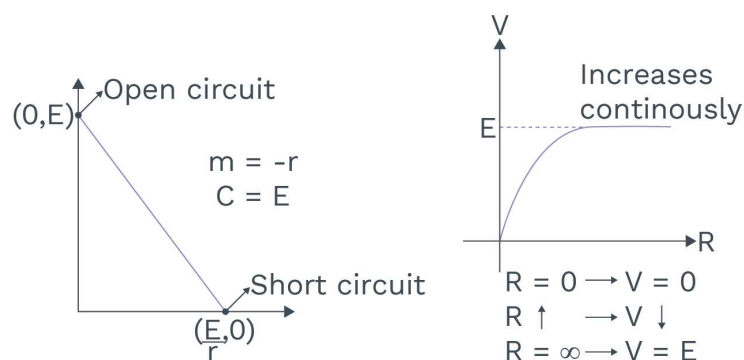 Open circuit
(0,E)
m = -r
C = E
Short circuit
(E/r,0)
V
Increases
continously
E
R
R = 0 → V = 0
R ↑ → V ↓
R = ∞ → V = E